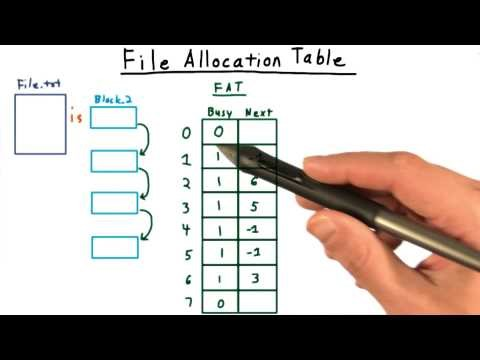 File Allocation Table
File.txt
is
Block 2
FAT
Busy Next
0 0
1 1
2 1 6
3 1 5
4 1 -1
5 1 -1
6 1 3
7 0